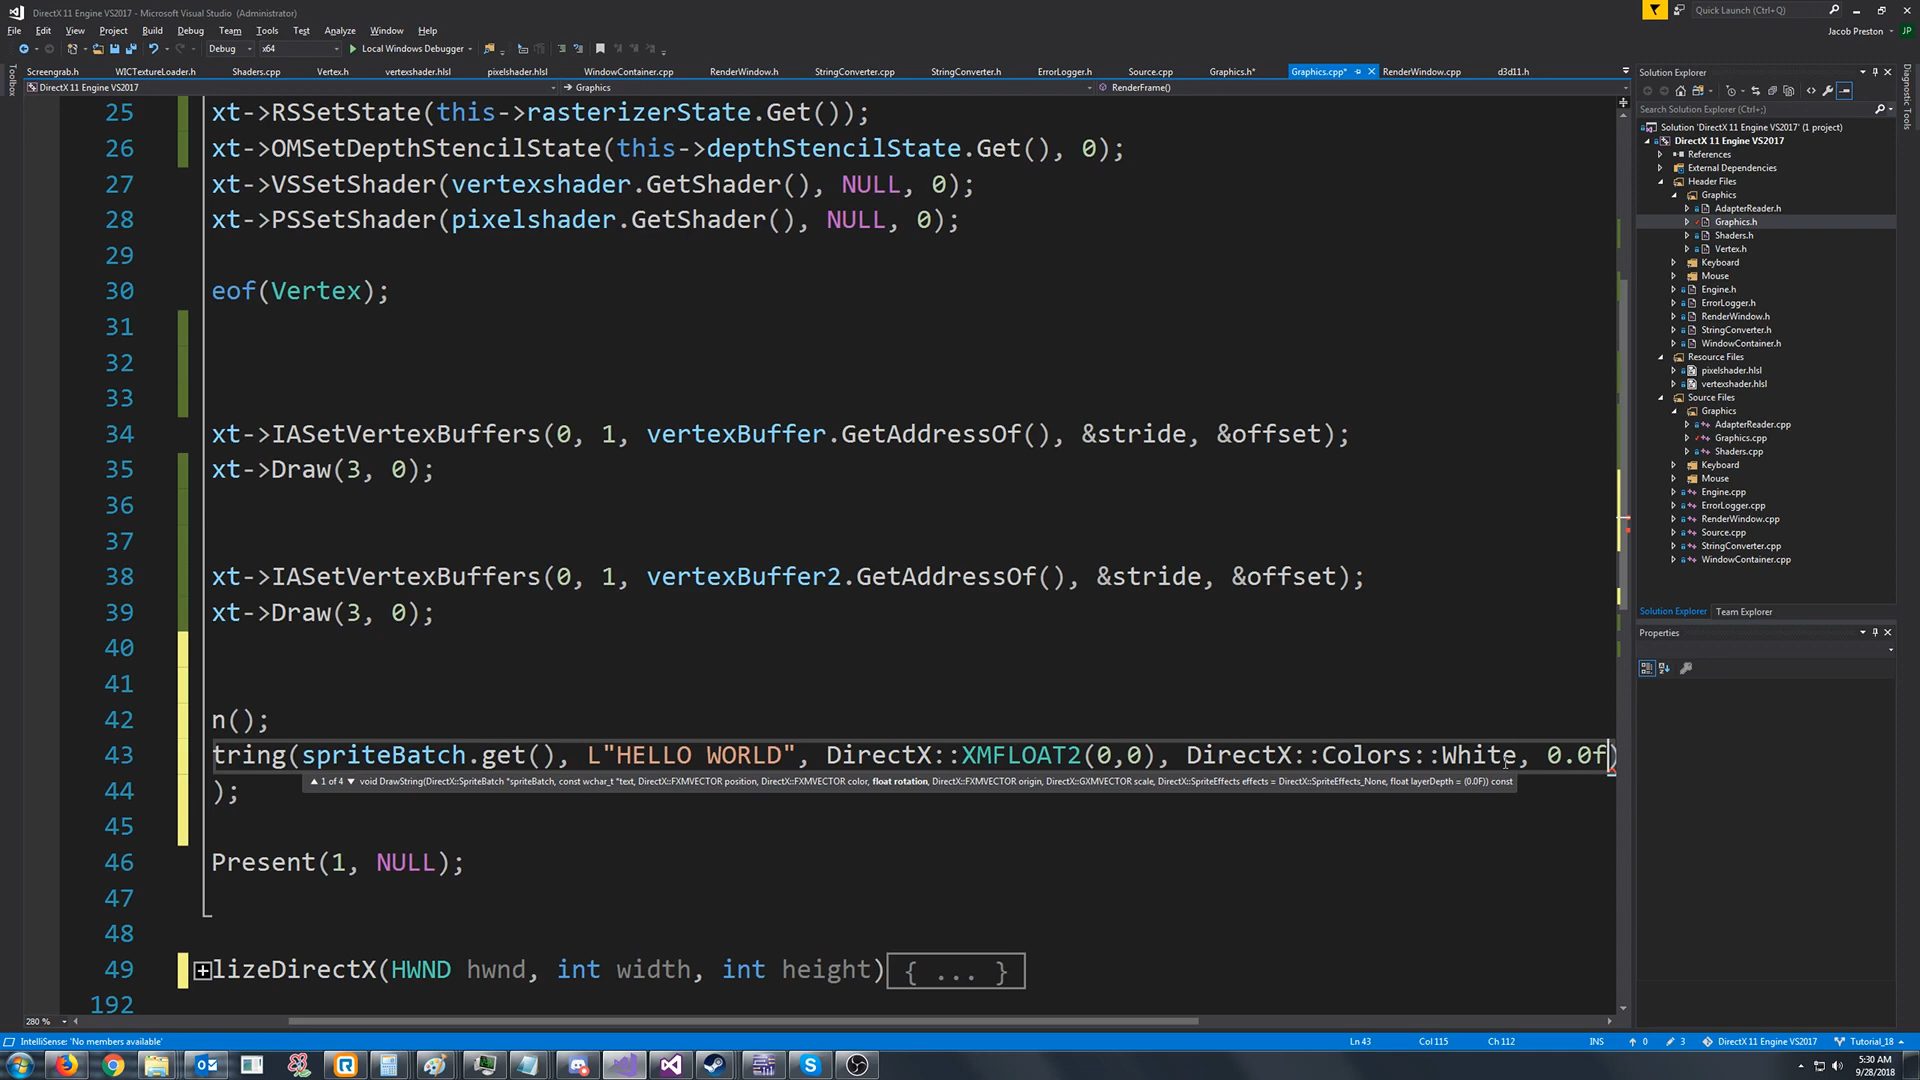 DirectX 11 Engine VS2017 - Microsoft Visual Studio (Administrator)
Quick Launch (Ctrl+Q)
File Edit View Project Build Debug Team Tools Test Analyze Window Help
Jacob Preston JP
Debug x64 Local Windows Debugger
Toolbox
Screengrab.h WICTextureLoader.h Shaders.cpp Vertex.h vertexshader.hlsl pixelshader.hlsl WindowContainer.cpp RenderWindow.h StringConverter.cpp StringConverter.h ErrorLogger.h Source.cpp Graphics.h* Graphics.cpp* RenderWindow.cpp d3d11.h
DirectX 11 Engine VS2017 Graphics RenderFrame()
25 xt->RSSetState(this->rasterizerState.Get());
26 xt->OMSetDepthStencilState(this->depthStencilState.Get(), 0);
27 xt->VSSetShader(vertexshader.GetShader(), NULL, 0);
28 xt->PSSetShader(pixelshader.GetShader(), NULL, 0);
29
30 eof(Vertex);
31
32
33
34 xt->IASetVertexBuffers(0, 1, vertexBuffer.GetAddressOf(), &stride, &offset);
35 xt->Draw(3, 0);
36
37
38 xt->IASetVertexBuffers(0, 1, vertexBuffer2.GetAddressOf(), &stride, &offset);
39 xt->Draw(3, 0);
40
41
42 n();
43 tring(spriteBatch.get(), L"HELLO WORLD", DirectX::XMFLOAT2(0,0), DirectX::Colors::White, 0.0f)
▲ 1 of 4 ▼ void DrawString(DirectX::SpriteBatch *spriteBatch, const wchar_t *text, DirectX::FXMVECTOR position, DirectX::FXMVECTOR color, float rotation, DirectX::FXMVECTOR origin, DirectX::GXMVECTOR scale, DirectX::SpriteEffects effects = DirectX::SpriteEffects_None, float layerDepth = (0.0F)) const
44 );
45
46 Present(1, NULL);
47
48
49 lizeDirectX(HWND hwnd, int width, int height) { ... }
192
280 %
Solution Explorer
Search Solution Explorer (Ctrl+;)
Solution 'DirectX 11 Engine VS2017' (1 project)
DirectX 11 Engine VS2017
References
External Dependencies
Header Files
Graphics
AdapterReader.h
Graphics.h
Shaders.h
Vertex.h
Keyboard
Mouse
Engine.h
ErrorLogger.h
RenderWindow.h
StringConverter.h
WindowContainer.h
Resource Files
pixelshader.hlsl
vertexshader.hlsl
Source Files
Graphics
AdapterReader.cpp
Graphics.cpp
Shaders.cpp
Keyboard
Mouse
Engine.cpp
ErrorLogger.cpp
RenderWindow.cpp
Source.cpp
StringConverter.cpp
WindowContainer.cpp
Solution Explorer Team Explorer
Properties
Diagnostic Tools
IntelliSense: 'No members available' Ln 43 Col 115 Ch 112 INS 0 3 DirectX 11 Engine VS2017 Tutorial_18
5:30 AM
9/28/2018